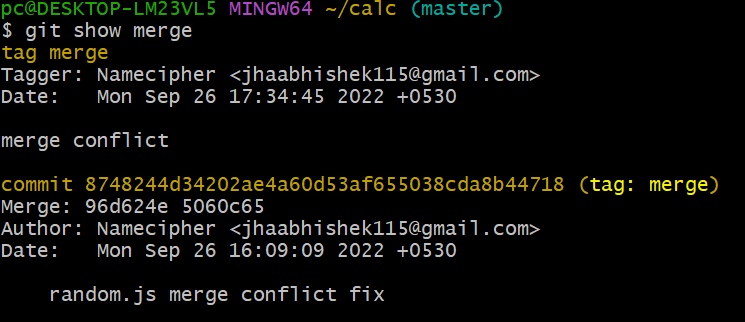 pc@DESKTOP-LM23VL5 MINGW64 ~/calc (master)
$ git show merge
tag merge
Tagger: Namecipher <jhaabhishek115@gmail.com>
Date:   Mon Sep 26 17:34:45 2022 +0530

merge conflict

commit 8748244d34202ae4a60d53af655038cda8b44718 (tag: merge)
Merge: 96d624e 5060c65
Author: Namecipher <jhaabhishek115@gmail.com>
Date:   Mon Sep 26 16:09:09 2022 +0530

    random.js merge conflict fix